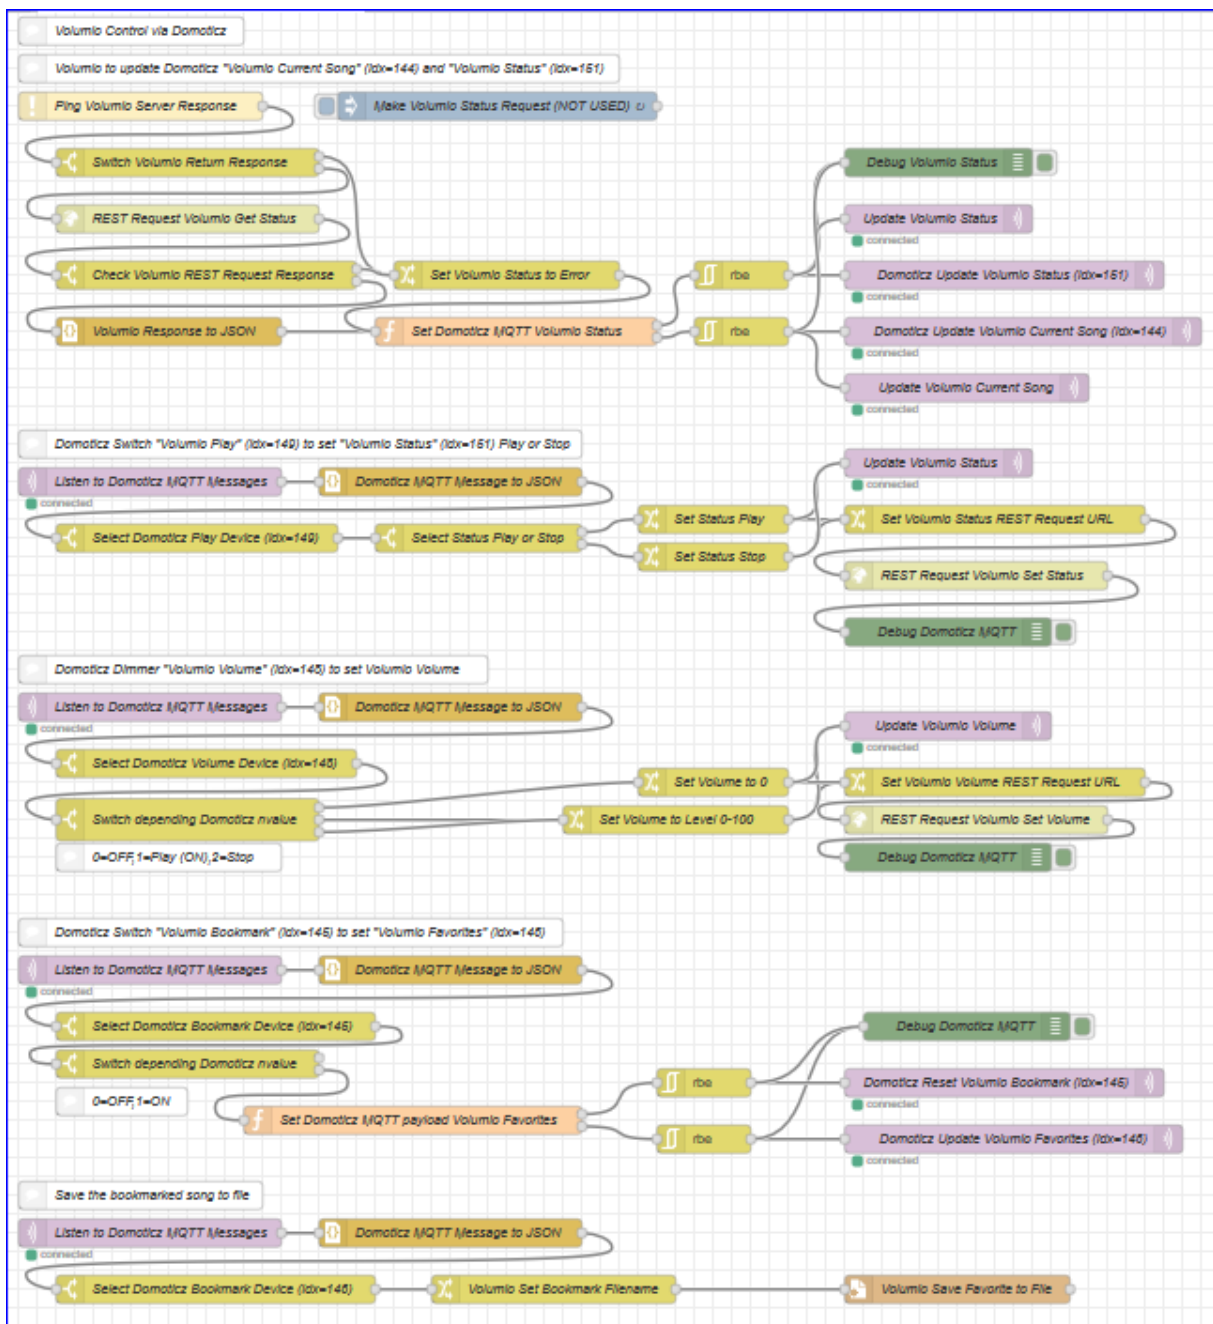 Volumio Control via Domoticz
Volumio to update Domoticz "Volumio Current Song" (idx=144) and "Volumio Status" (idx=151)
Ping Volumio Server Response
Make Volumio Status Request (NOT USED) ↻
Switch Volumio Return Response
Debug Volumio Status
REST Request Volumio Get Status
Update Volumio Status
connected
Check Volumio REST Request Response
Set Volumio Status to Error
rbe
Domoticz Update Volumio Status (idx=151)
connected
Volumio Response to JSON
Set Domoticz MQTT Volumio Status
rbe
Domoticz Update Volumio Current Song (idx=144)
connected
Update Volumio Current Song
connected
Domoticz Switch "Volumio Play" (idx=149) to set "Volumio Status" (idx=151) Play or Stop
Update Volumio Status
connected
Listen to Domoticz MQTT Messages
connected
Domoticz MQTT Message to JSON
Set Status Play
Set Volumio Status REST Request URL
Select Domoticz Play Device (idx=149)
Select Status Play or Stop
Set Status Stop
REST Request Volumio Set Status
Debug Domoticz MQTT
Domoticz Dimmer "Volumio Volume" (idx=148) to set Volumio Volume
Listen to Domoticz MQTT Messages
connected
Domoticz MQTT Message to JSON
Update Volumio Volume
connected
Select Domoticz Volume Device (idx=148)
Set Volume to 0
Set Volumio Volume REST Request URL
Switch depending Domoticz nvalue
Set Volume to Level 0-100
REST Request Volumio Set Volume
0=OFF,1=Play (ON),2=Stop
Debug Domoticz MQTT
Domoticz Switch "Volumio Bookmark" (idx=145) to set "Volumio Favorites" (idx=146)
Listen to Domoticz MQTT Messages
connected
Domoticz MQTT Message to JSON
Select Domoticz Bookmark Device (idx=145)
Debug Domoticz MQTT
Switch depending Domoticz nvalue
rbe
Domoticz Reset Volumio Bookmark (idx=145)
0=OFF,1=ON
Set Domoticz MQTT payload Volumio Favorites
rbe
Domoticz Update Volumio Favorites (idx=146)
connected
Save the bookmarked song to file
Listen to Domoticz MQTT Messages
connected
Domoticz MQTT Message to JSON
Select Domoticz Bookmark Device (idx=146)
Volumio Set Bookmark Filename
Volumio Save Favorite to File